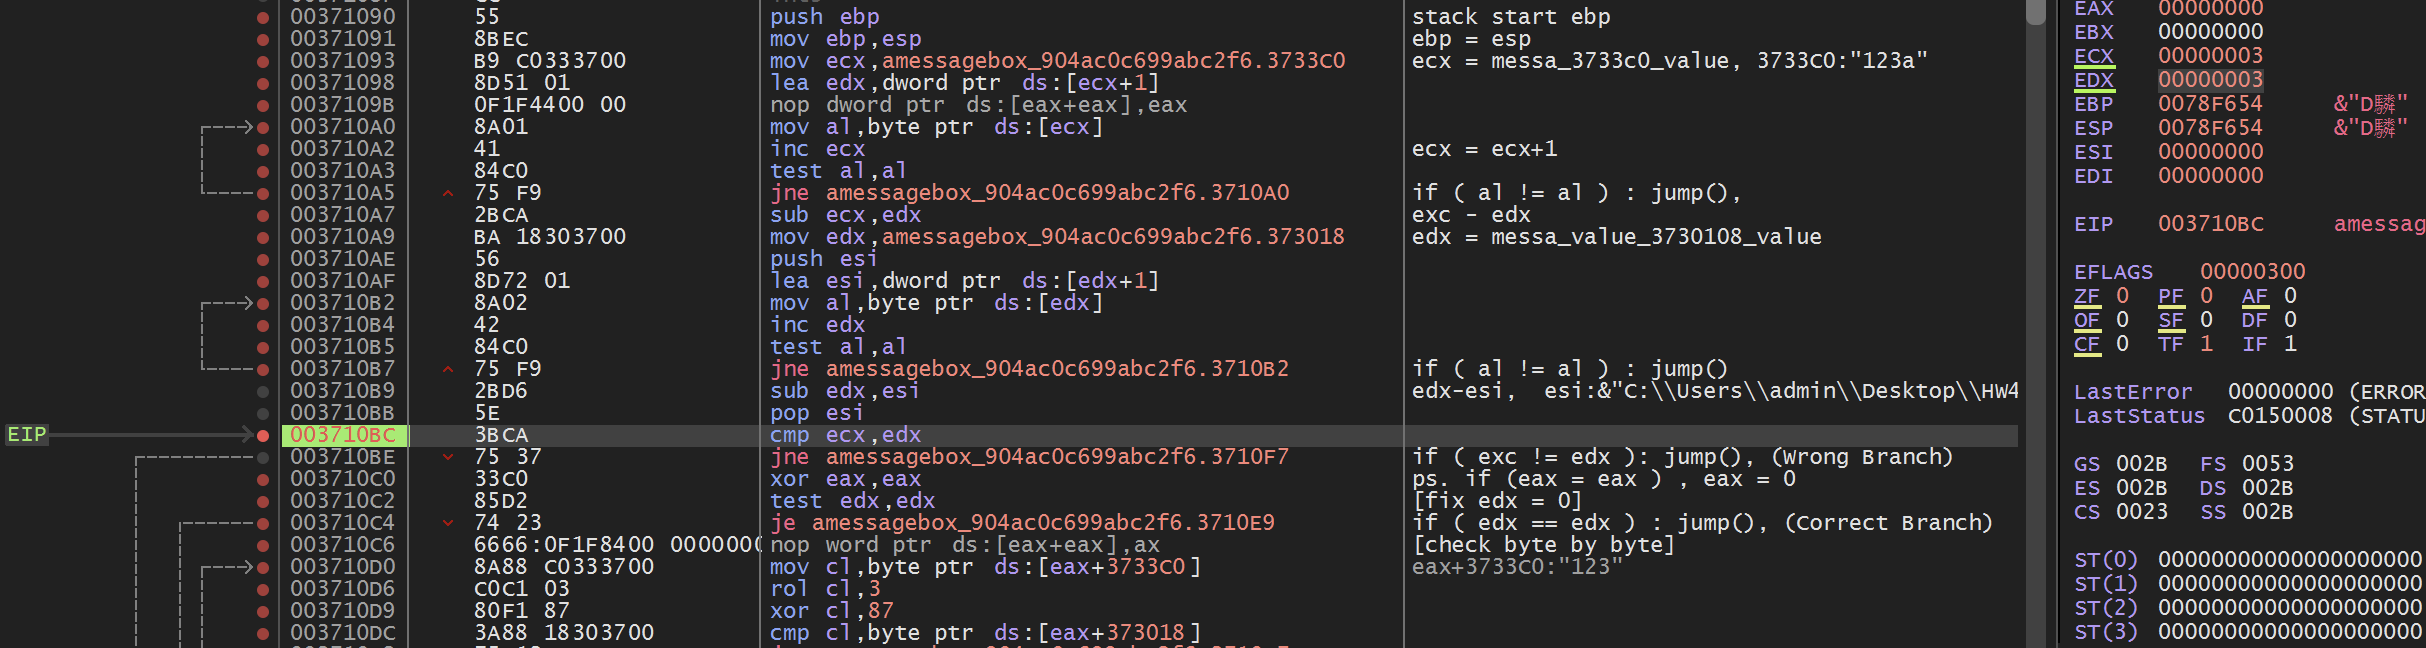 00371090 55 push ebp stack start ebp
00371091 8BEC mov ebp,esp ebp = esp
00371093 B9 C0333700 mov ecx,amessagebox_904ac0c699abc2f6.3733C0 ecx = messa_3733c0_value, 3733C0:"123a"
00371098 8D51 01 lea edx,dword ptr ds:[ecx+1]
0037109B 0F1F4400 00 nop dword ptr ds:[eax+eax],eax
003710A0 8A01 mov al,byte ptr ds:[ecx]
003710A2 41 inc ecx ecx = ecx+1
003710A3 84C0 test al,al
003710A5 75 F9 jne amessagebox_904ac0c699abc2f6.3710A0 if ( al != al ) : jump(),
003710A7 2BCA sub ecx,edx exc - edx
003710A9 BA 18303700 mov edx,amessagebox_904ac0c699abc2f6.373018 edx = messa_value_3730108_value
003710AE 56 push esi
003710AF 8D72 01 lea esi,dword ptr ds:[edx+1]
003710B2 8A02 mov al,byte ptr ds:[edx]
003710B4 42 inc edx
003710B5 84C0 test al,al
003710B7 75 F9 jne amessagebox_904ac0c699abc2f6.3710B2 if ( al != al ) : jump()
003710B9 2BD6 sub edx,esi edx-esi, esi:&"C:\\Users\\admin\\Desktop\\HW4
003710BB 5E pop esi
EIP 003710BC 3BCA cmp ecx,edx
003710BE 75 37 jne amessagebox_904ac0c699abc2f6.3710F7 if ( exc != edx ): jump(), (Wrong Branch)
003710C0 33C0 xor eax,eax ps. if (eax = eax ) , eax = 0
003710C2 85D2 test edx,edx [fix edx = 0]
003710C4 74 23 je amessagebox_904ac0c699abc2f6.3710E9 if ( edx == edx ) : jump(), (Correct Branch)
003710C6 6666:0F1F8400 0000000 nop word ptr ds:[eax+eax],ax [check byte by byte]
003710D0 8A88 C0333700 mov cl,byte ptr ds:[eax+3733C0] eax+3733C0:"123"
003710D6 C0C1 03 rol cl,3
003710D9 80F1 87 xor cl,87
003710DC 3A88 18303700 cmp cl,byte ptr ds:[eax+373018]
EAX 00000000
EBX 00000000
ECX 00000003
EDX 00000003
EBP 0078F654 &"D驎"
ESP 0078F654 &"D驎"
ESI 00000000
EDI 00000000
EIP 003710BC amessag
EFLAGS 00000300
ZF 0 PF 0 AF 0
OF 0 SF 0 DF 0
CF 0 TF 1 IF 1
LastError 00000000 (ERROR
LastStatus C0150008 (STATU
GS 002B FS 0053
ES 002B DS 002B
CS 0023 SS 002B
ST(0) 00000000000000000000
ST(1) 00000000000000000000
ST(2) 00000000000000000000
ST(3) 00000000000000000000